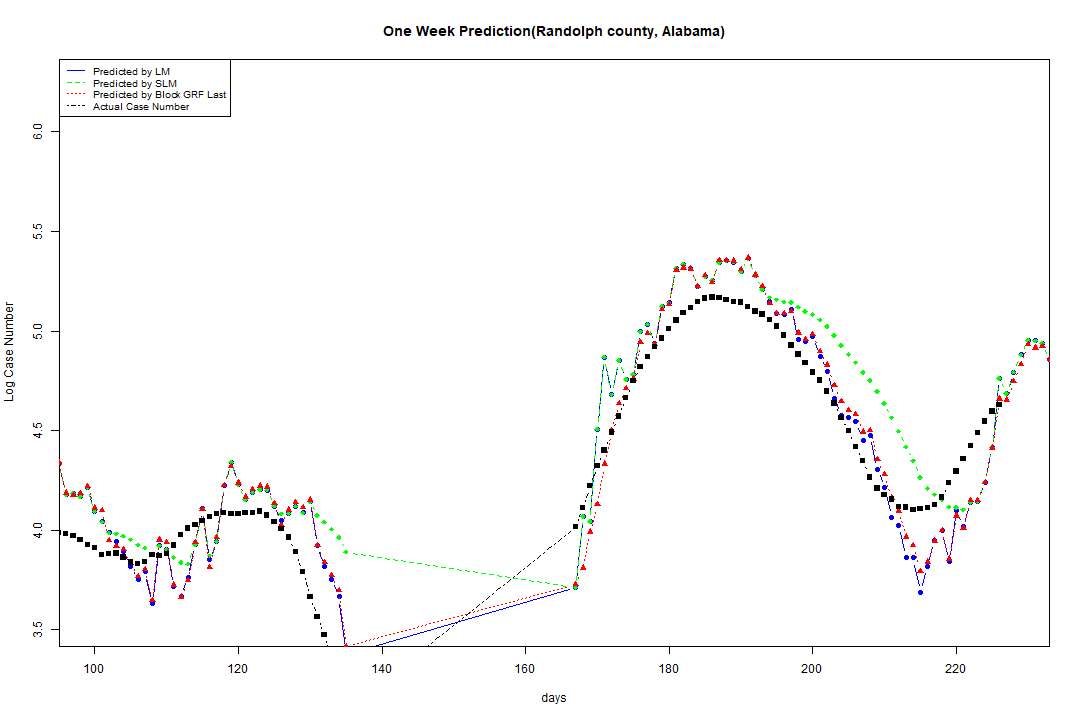 One Week Prediction(Randolph county, Alabama)
Predicted by LM
Predicted by SLM
Predicted by Block GRF Last
Actual Case Number
6.0
5.5
5.0
4.5
4.0
3.5
Log Case Number
100 120 140 160 180 200 220
days